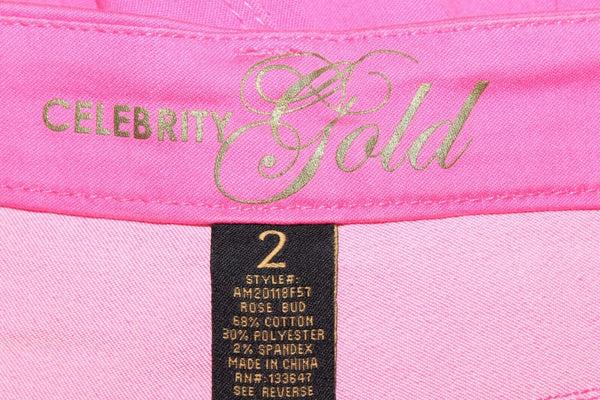 CELEBRITY Gold
2
STYLE#:
AM20118F57
ROSE BUD
68% COTTON
30% POLYESTER
2% SPANDEX
MADE IN CHINA
RN#: 133647
SEE REVERSE